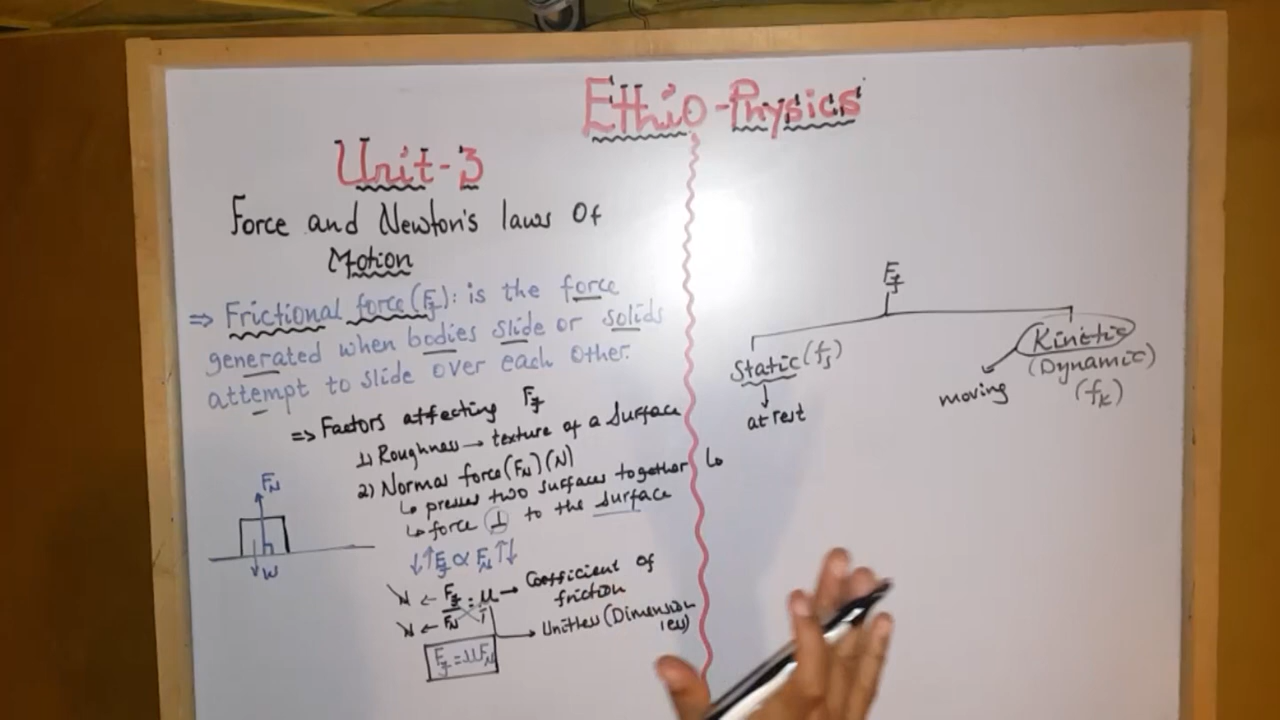 Ethio-Physics
Unit-3
Force and Newton's laws Of
Motion
⇒ Frictional force (Ff): is the force
generated when bodies slide or solids
attempt to slide over each other.
⇒ Factors affecting Ff
1) Roughness → texture of a surface
2) Normal force (FN) (N)
↳ presses two surfaces together
↳ force ⊥ to the surface
↓↑ Ff ∝ FN ↑↓
N ← Ff = μ → Coefficient of
friction
N ← FN 1
→ Unitless (Dimension
less)
Ff = μFN
FN
W
Ff
Static (fs)
at rest
Kinetic
(Dynamic)
(fk)
moving